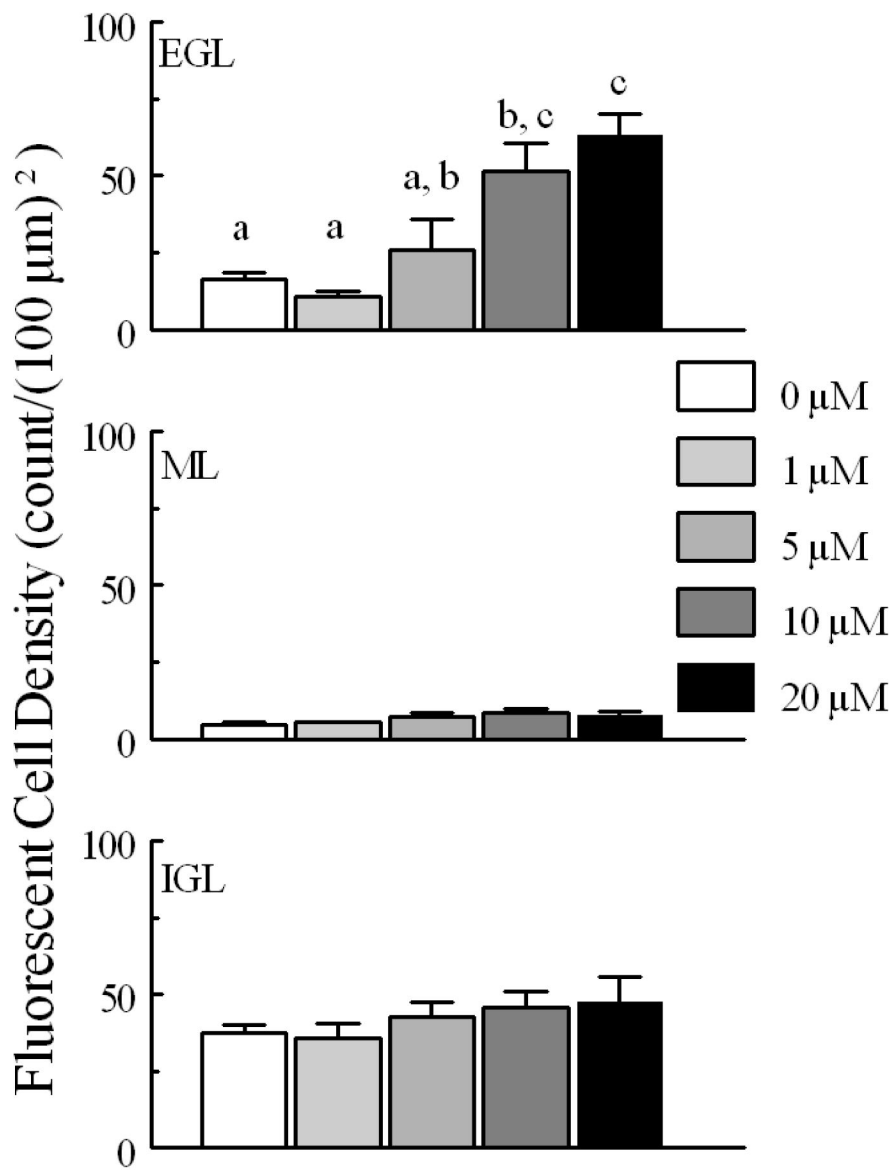 Fluorescent Cell Density (count/(100 µm)²)
100
EGL
50
0
a
a
a, b
b, c
c
100
ML
50
0
0 µM
1 µM
5 µM
10 µM
20 µM
100
IGL
50
0